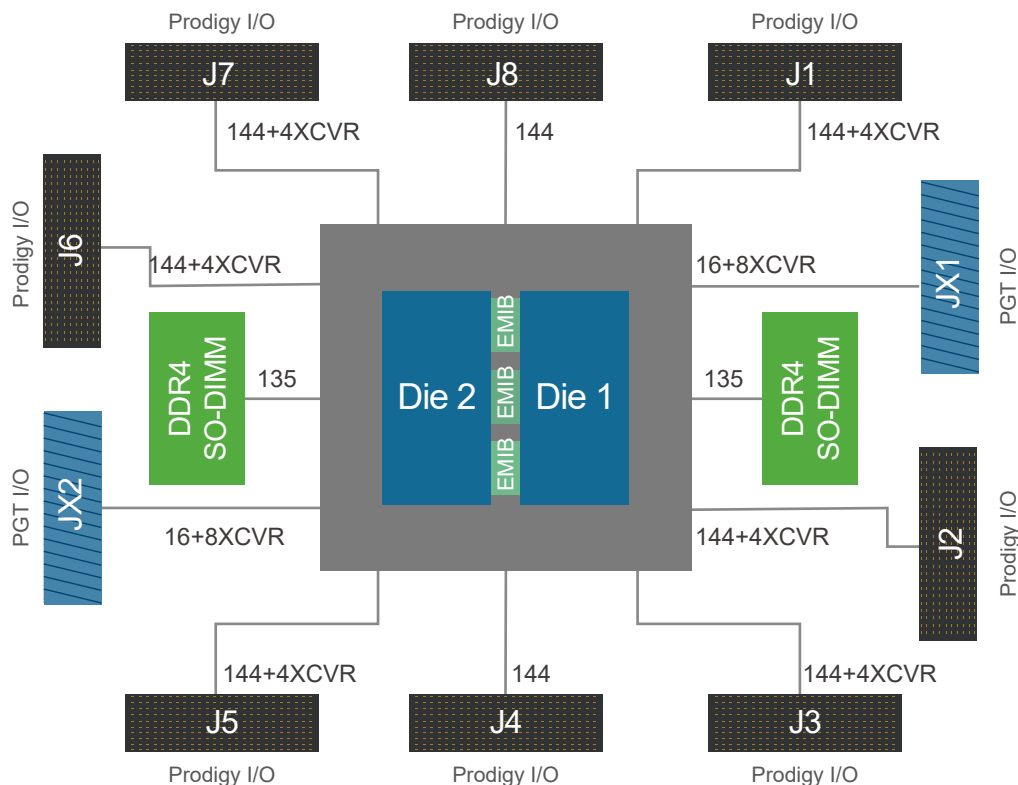 Prodigy I/O
Prodigy I/O
Prodigy I/O
J7
J8
J1
144+4XCVR
144
144+4XCVR
Prodigy I/O
J6
144+4XCVR
16+8XCVR
JX1
PGT I/O
DDR4
SO-DIMM
135
Die 2
EMIB
EMIB
EMIB
Die 1
135
DDR4
SO-DIMM
PGT I/O
JX2
16+8XCVR
144+4XCVR
J2
Prodigy I/O
144+4XCVR
144
144+4XCVR
J5
J4
J3
Prodigy I/O
Prodigy I/O
Prodigy I/O